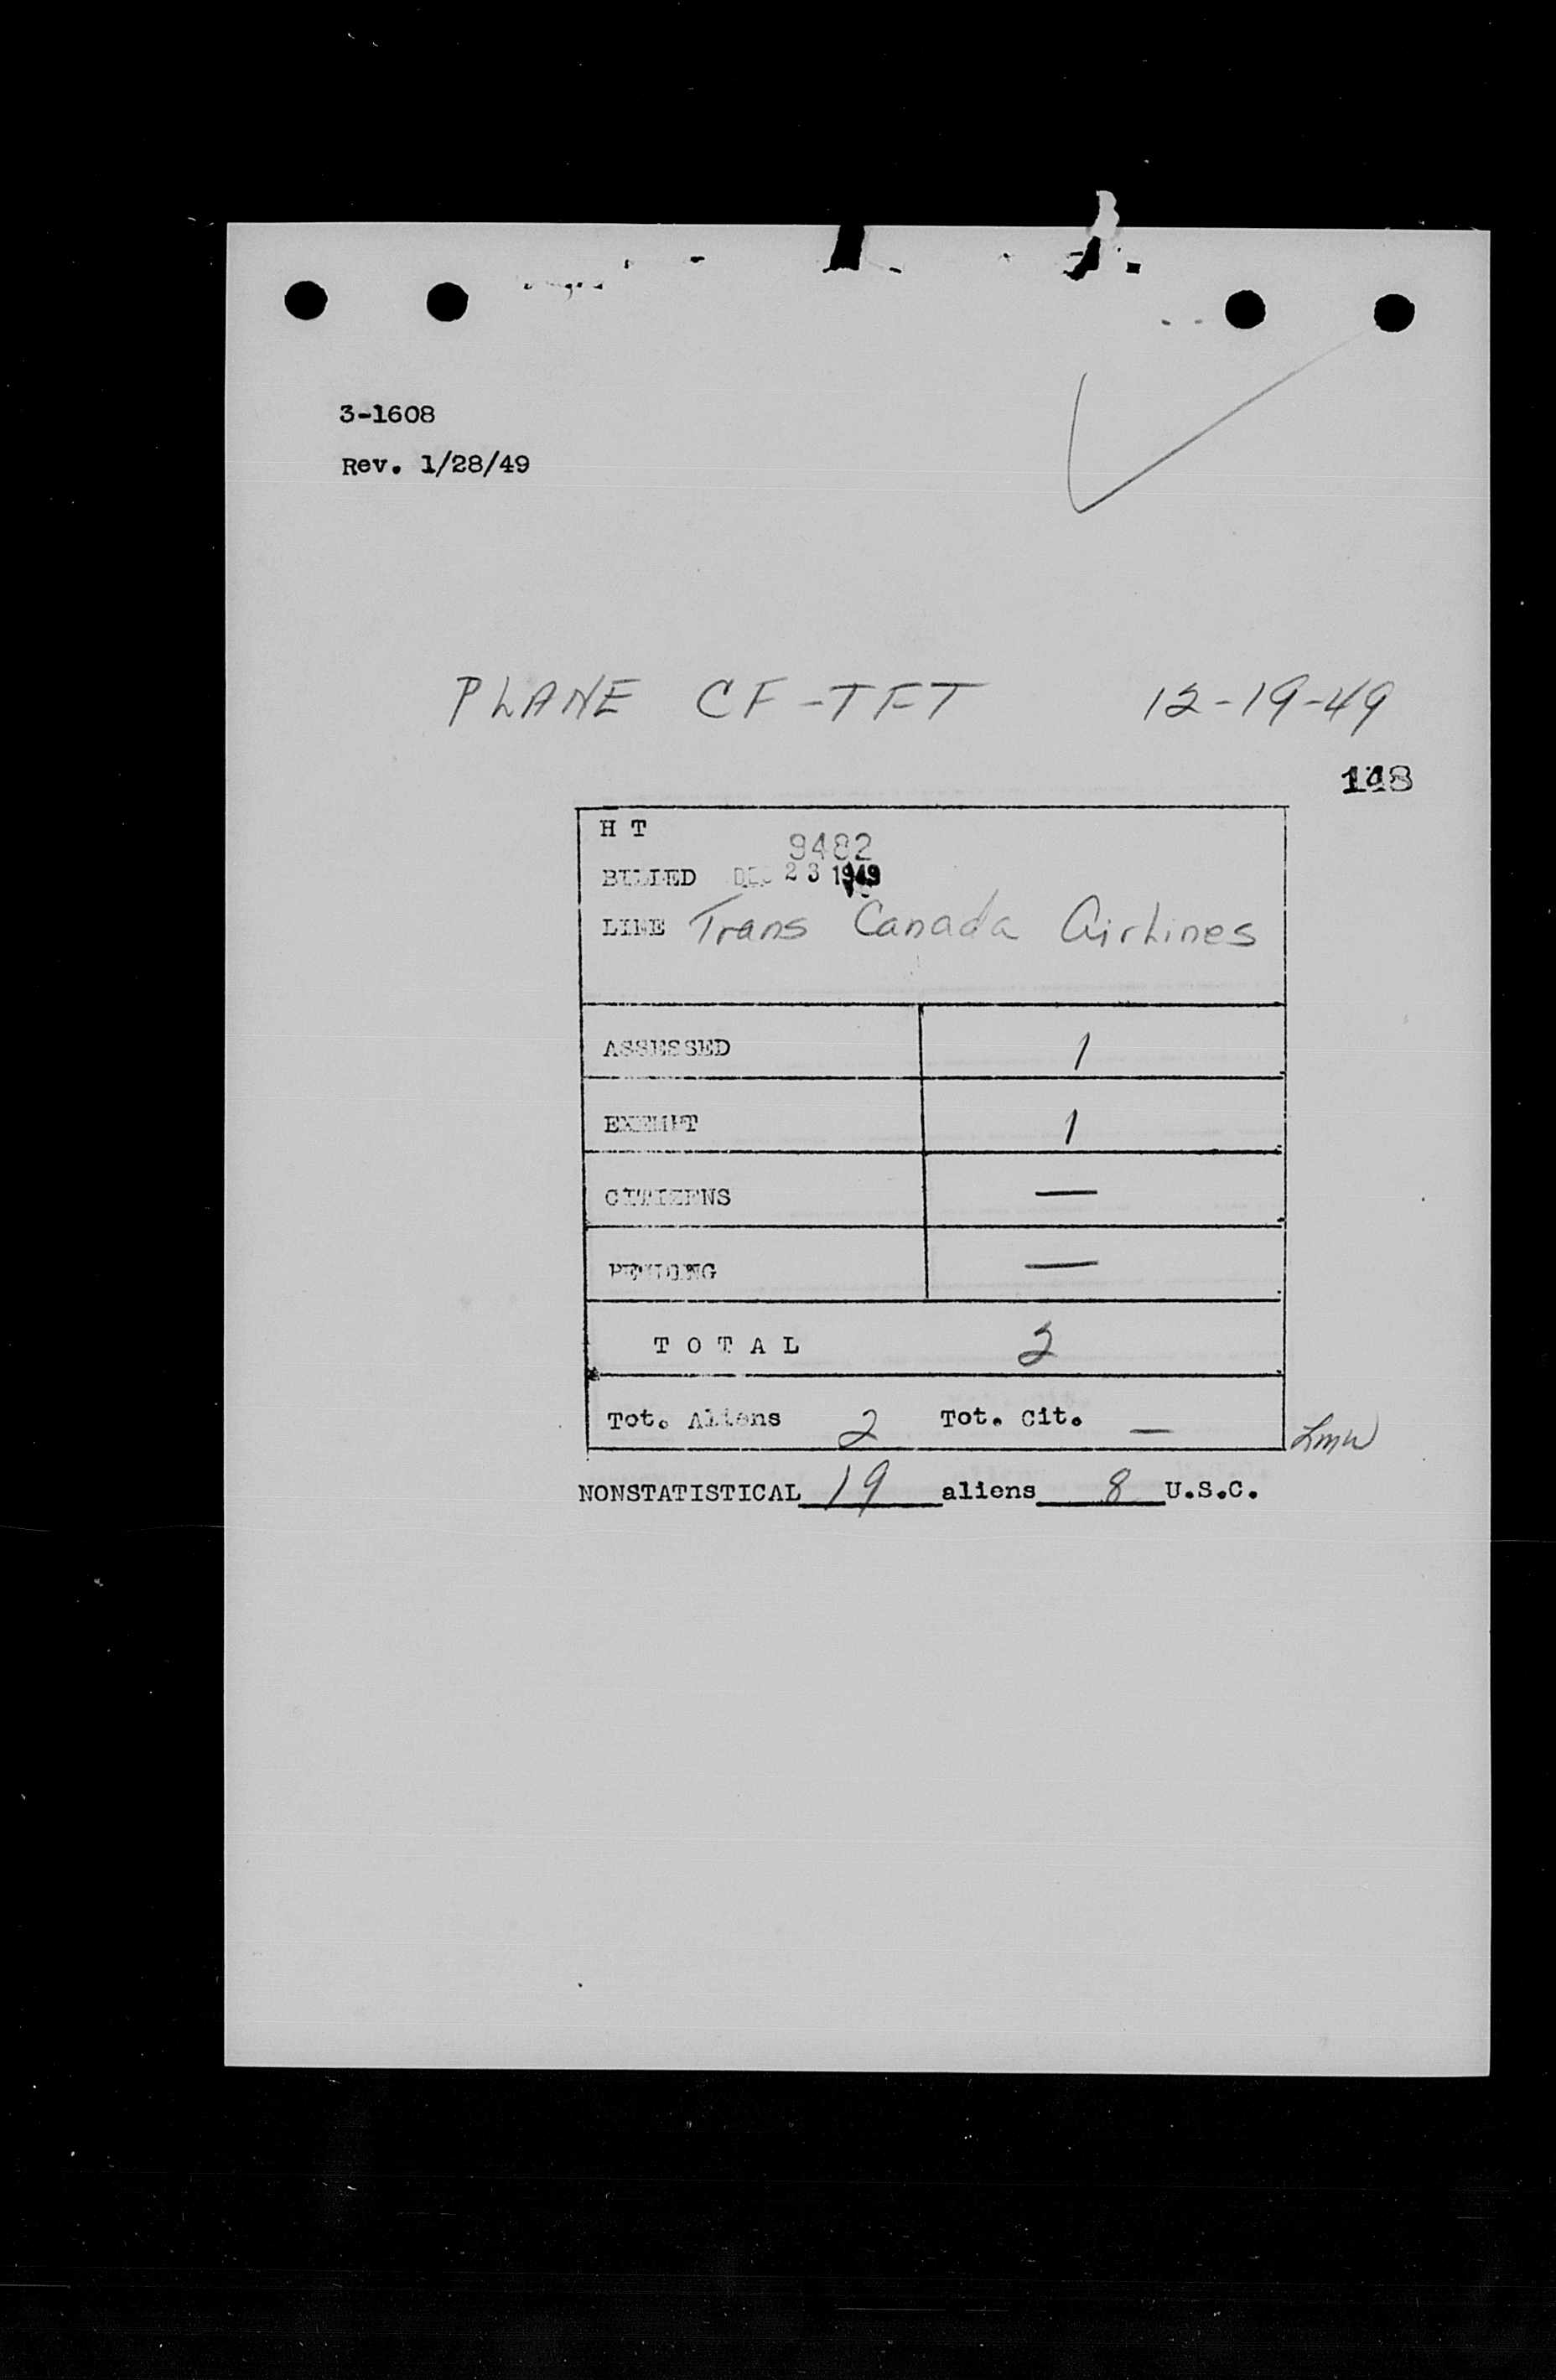 3-1608
Rev. 1/28/49
PLANE CF-TFT 12-19-49
148
H T
9482
BILLED DEC 23 1949
LINE Trans Canada Airlines
ASSESSED 1
EXEMPT 1
CITIZENS —
PENDING —
T O T A L 2
Tot. Aliens 2 Tot. Cit. —
Lmw
NONSTATISTICAL 19 aliens 8 U.S.C.